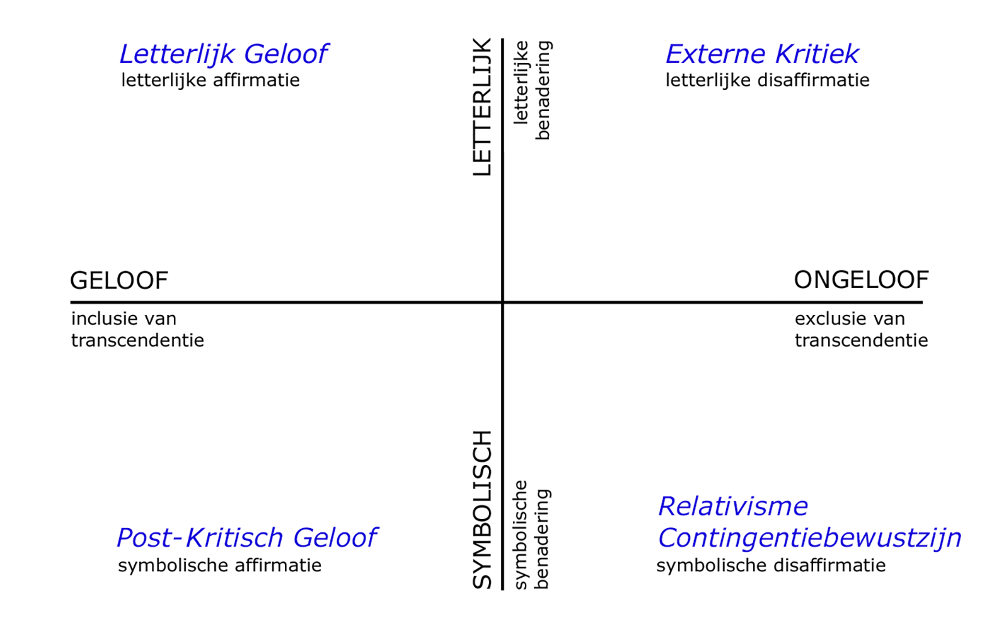 Letterlijk Geloof
letterlijke affirmatie
LETTERLIJK
letterlijke
benadering
Externe Kritiek
letterlijke disaffirmatie
GELOOF
inclusie van
transcendentie
ONGELOOF
exclusie van
transcendentie
Post-Kritisch Geloof
symbolische affirmatie
SYMBOLISCH
symbolische
benadering
Relativisme
Contingentiebewustzijn
symbolische disaffirmatie